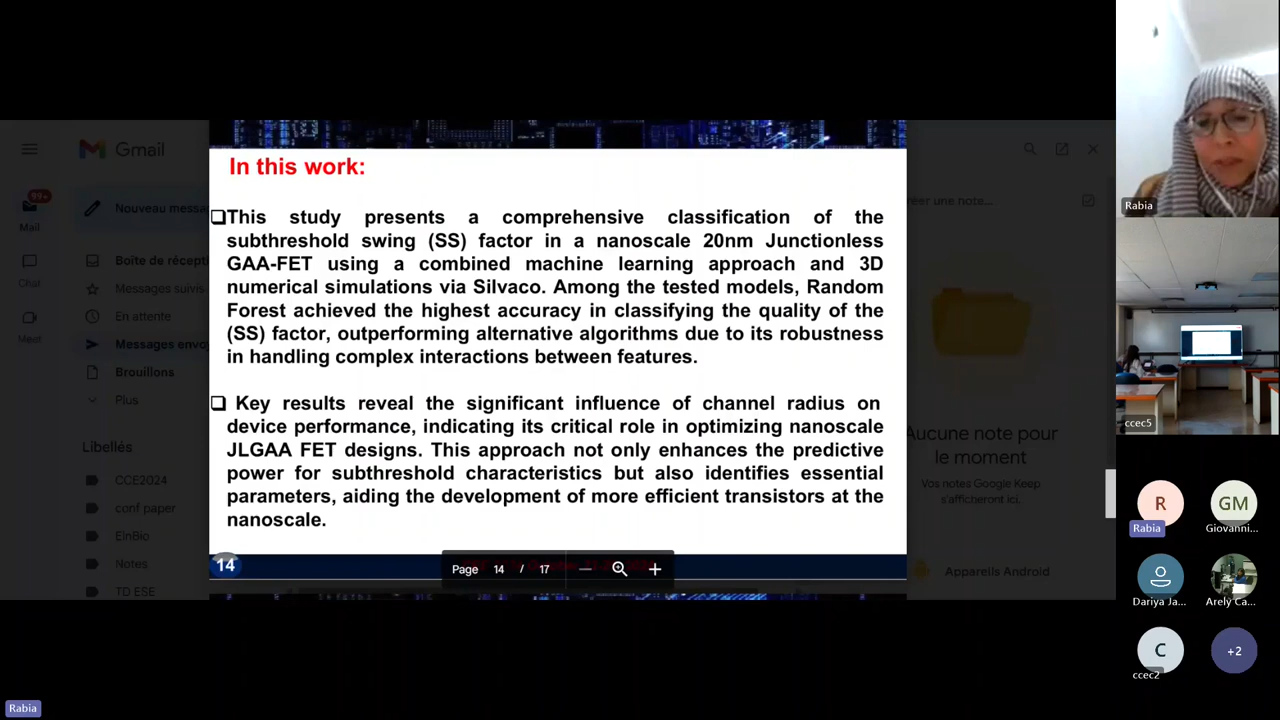 Gmail
99+
Mail
Chat
Meet
Nouveau messa
Boîte de récepti
Messages suivis
En attente
Messages envoy
Brouillons
Plus
Libellés
CCE2024
conf paper
EInBio
Notes
TD ESE
In this work:
This study presents a comprehensive classification of the
subthreshold swing (SS) factor in a nanoscale 20nm Junctionless
GAA-FET using a combined machine learning approach and 3D
numerical simulations via Silvaco. Among the tested models, Random
Forest achieved the highest accuracy in classifying the quality of the
(SS) factor, outperforming alternative algorithms due to its robustness
in handling complex interactions between features.
Key results reveal the significant influence of channel radius on
device performance, indicating its critical role in optimizing nanoscale
JLGAA FET designs. This approach not only enhances the predictive
power for subthreshold characteristics but also identifies essential
parameters, aiding the development of more efficient transistors at the
nanoscale.
14
Page 14 / 17
réer une note...
Aucune note pour
le moment
Vos notes Google Keep
s'afficheront ici.
Appareils Android
Rabia
ccec5
R
Rabia
GM
Giovanni...
Dariya Ja...
Arely Ca...
C
ccec2
+2
Rabia